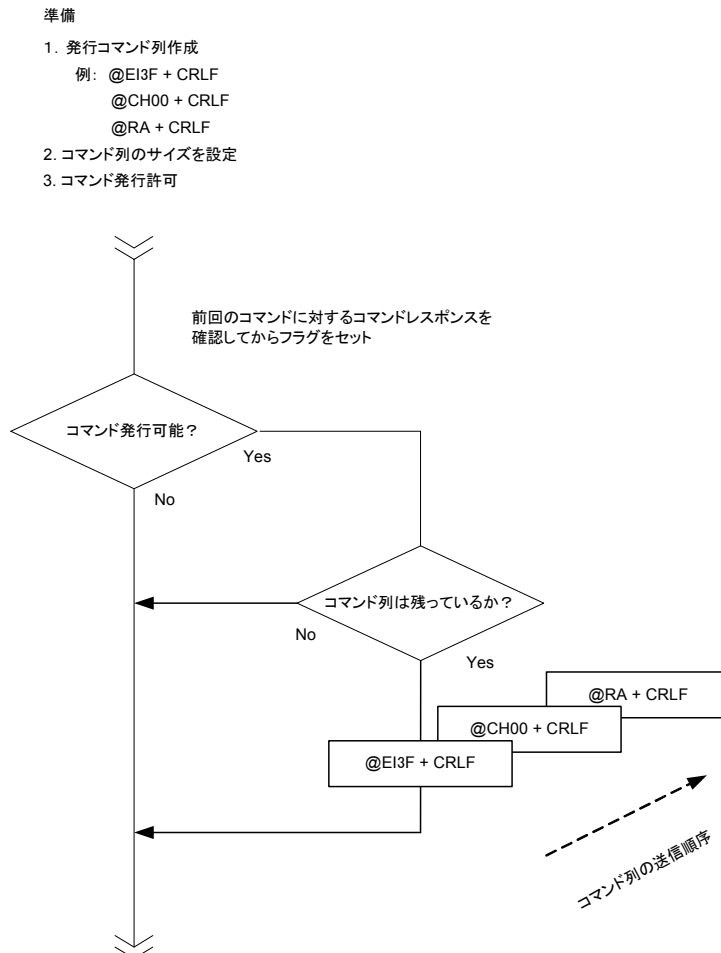 準備
1. 発行コマンド列作成
例: @EI3F + CRLF
@CH00 + CRLF
@RA + CRLF
2. コマンド列のサイズを設定
3. コマンド発行許可
前回のコマンドに対するコマンドレスポンスを
確認してからフラグをセット
コマンド発行可能？
Yes
No
コマンド列は残っているか？
No
Yes
@RA + CRLF
@CH00 + CRLF
@EI3F + CRLF
コマンド列の送信順序